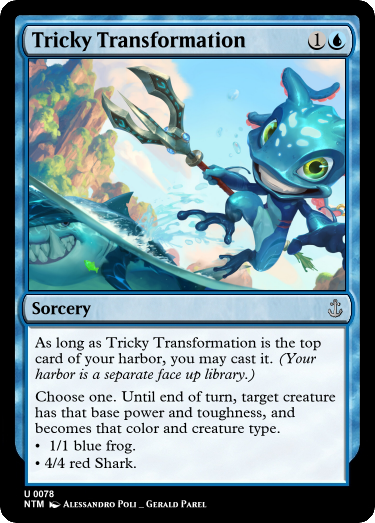 Tricky Transformation 1
Sorcery
As long as Tricky Transformation is the top
card of your harbor, you may cast it. (Your
harbor is a separate face up library.)
Choose one. Until end of turn, target creature
has that base power and toughness, and
becomes that color and creature type.
• 1/1 blue frog.
• 4/4 red Shark.
U 0078
NTM Alessandro Poli _ Gerald Parel